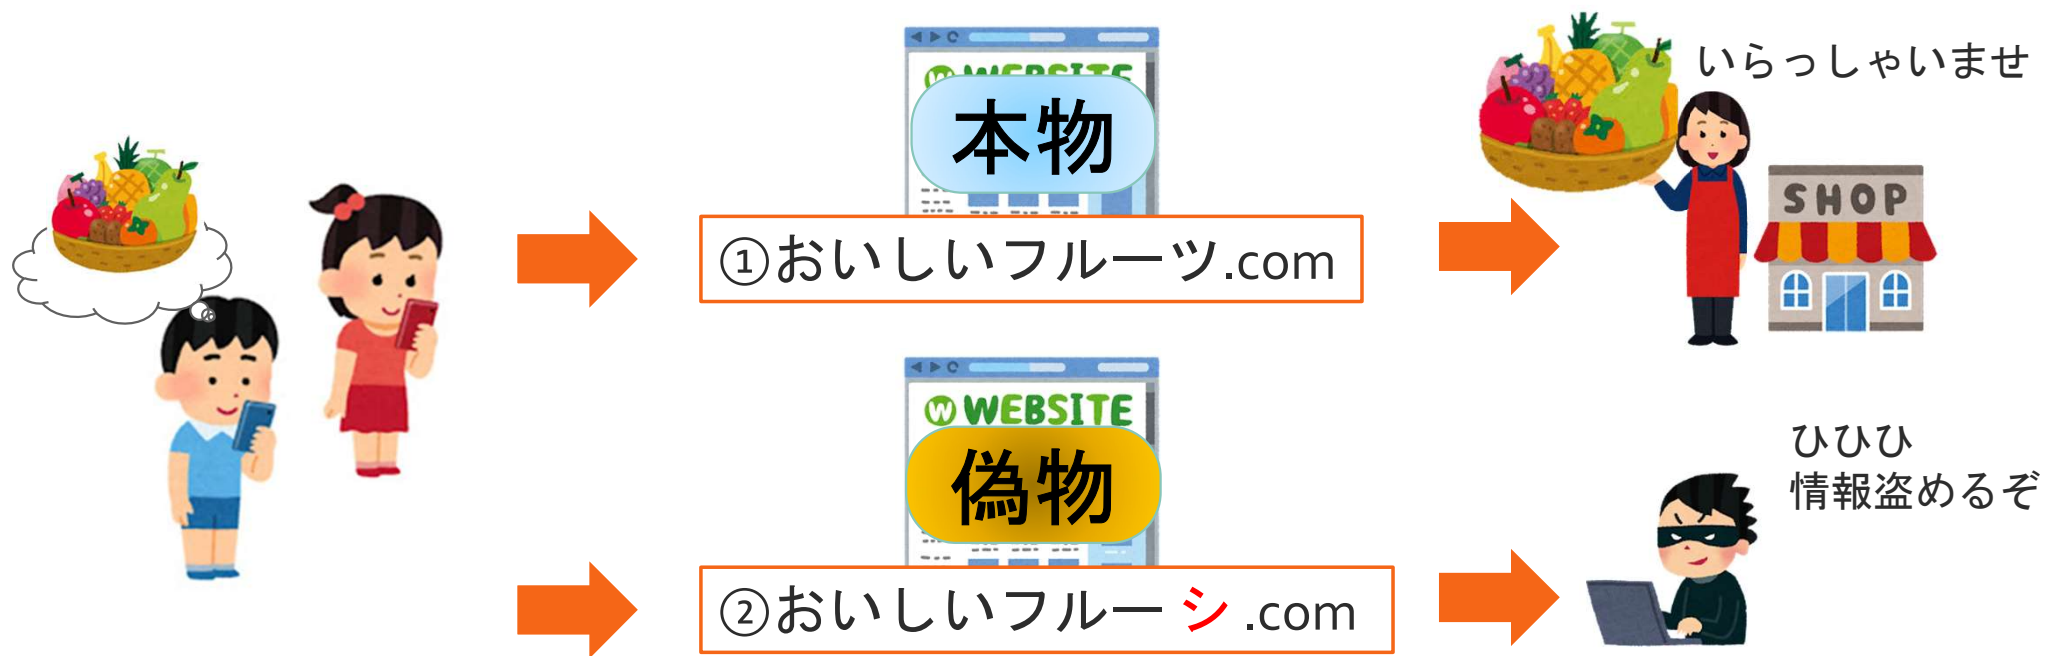 WEBSITE
本物
①おいしいフルーツ.com
いらっしゃいませ
SHOP
W WEBSITE
偽物
②おいしいフルーシ.com
ひひひ
情報盗めるぞ